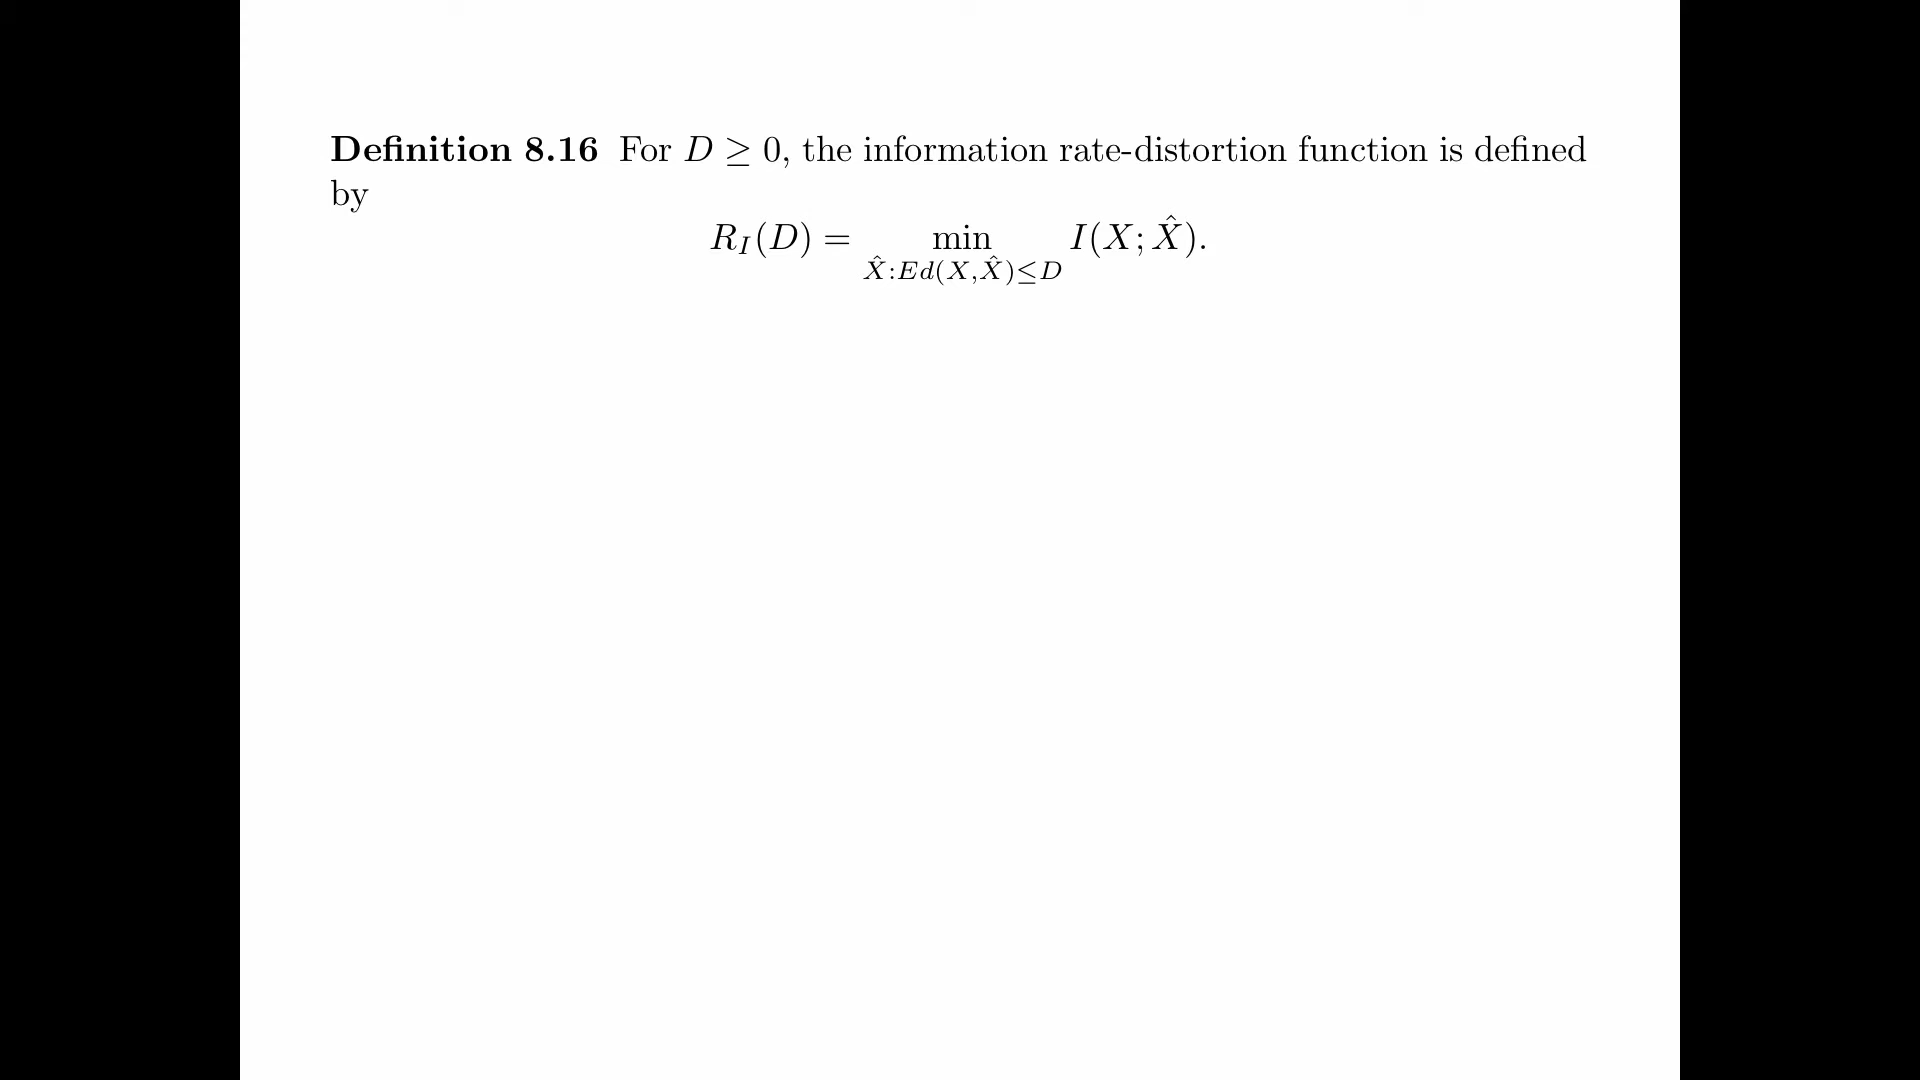 Definition 8.16 For D ≥ 0, the information rate-distortion function is defined
by
R_I(D) = min_{X̂:Ed(X,X̂)≤D} I(X; X̂).